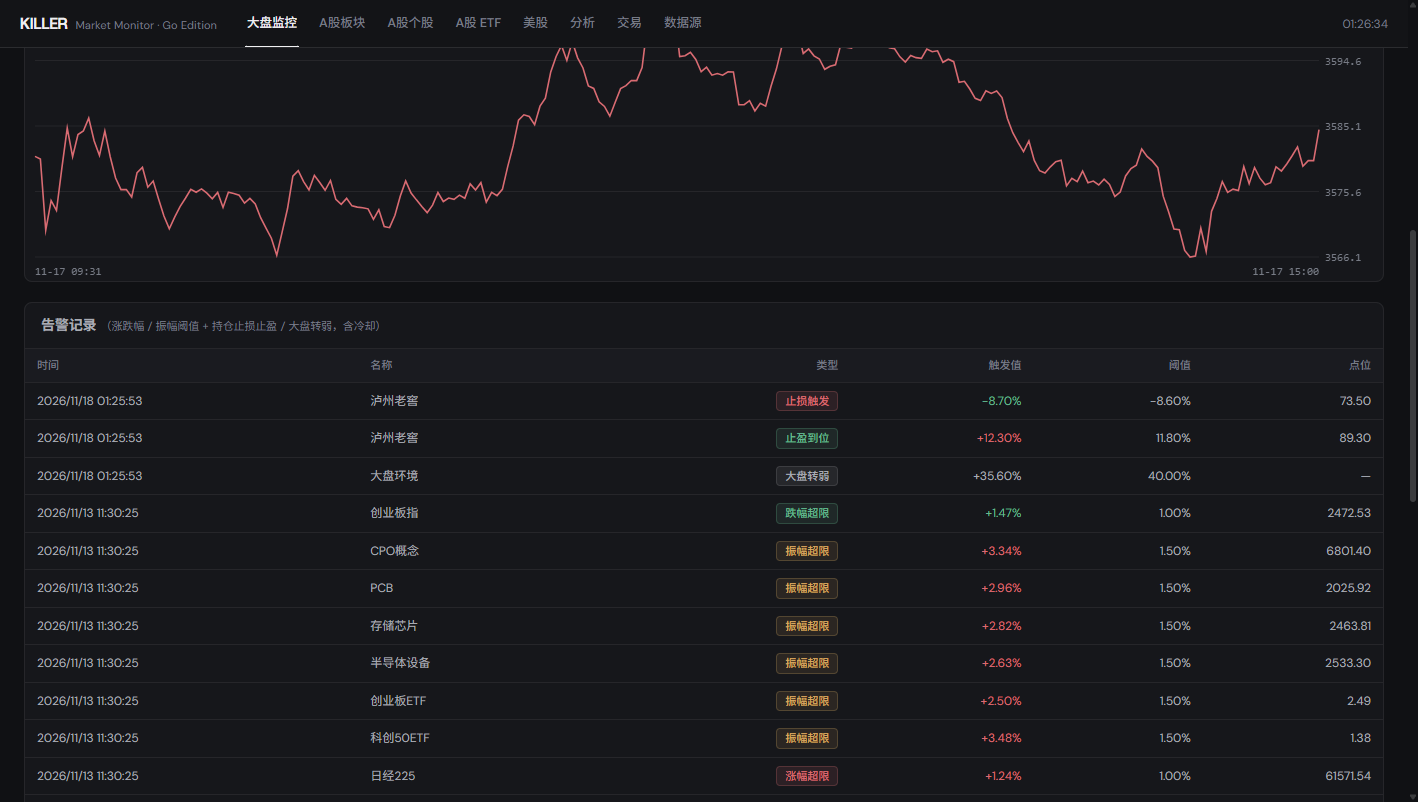 KILLER Market Monitor · Go Edition 大盘监控 A股板块 A股个股 A股 ETF 美股 分析 交易 数据源 01:26:34
3594.6
3585.1
3575.6
3566.1
11-17 09:31 11-17 15:00
告警记录 （涨跌幅 / 振幅阈值 + 持仓止损止盈 / 大盘转弱，含冷却）
时间 名称 类型 触发值 阈值 点位
2026/11/18 01:25:53 泸州老窖 止损触发 -8.70% -8.60% 73.50
2026/11/18 01:25:53 泸州老窖 止盈到位 +12.30% 11.80% 89.30
2026/11/18 01:25:53 大盘环境 大盘转弱 +35.60% 40.00% —
2026/11/13 11:30:25 创业板指 跌幅超限 +1.47% 1.00% 2472.53
2026/11/13 11:30:25 CPO概念 振幅超限 +3.34% 1.50% 6801.40
2026/11/13 11:30:25 PCB 振幅超限 +2.96% 1.50% 2025.92
2026/11/13 11:30:25 存储芯片 振幅超限 +2.82% 1.50% 2463.81
2026/11/13 11:30:25 半导体设备 振幅超限 +2.63% 1.50% 2533.30
2026/11/13 11:30:25 创业板ETF 振幅超限 +2.50% 1.50% 2.49
2026/11/13 11:30:25 科创50ETF 振幅超限 +3.48% 1.50% 1.38
2026/11/13 11:30:25 日经225 涨幅超限 +1.24% 1.00% 61571.54